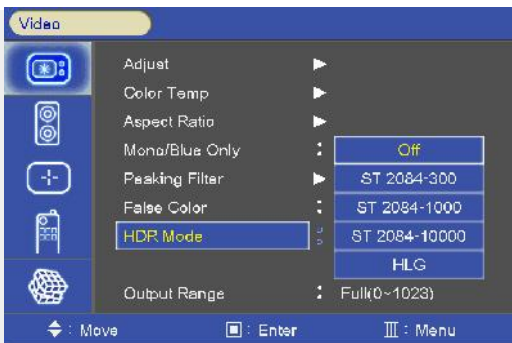 Video
Adjust ▶
Color Temp ▶
Aspect Ratio ▶
Mono/Blue Only : Off
Peaking Filter ▶ ST 2084-300
False Color : ST 2084-1000
HDR Mode : ST 2084-10000
HLG
Output Range : Full(0~1023)
: Move : Enter : Menu